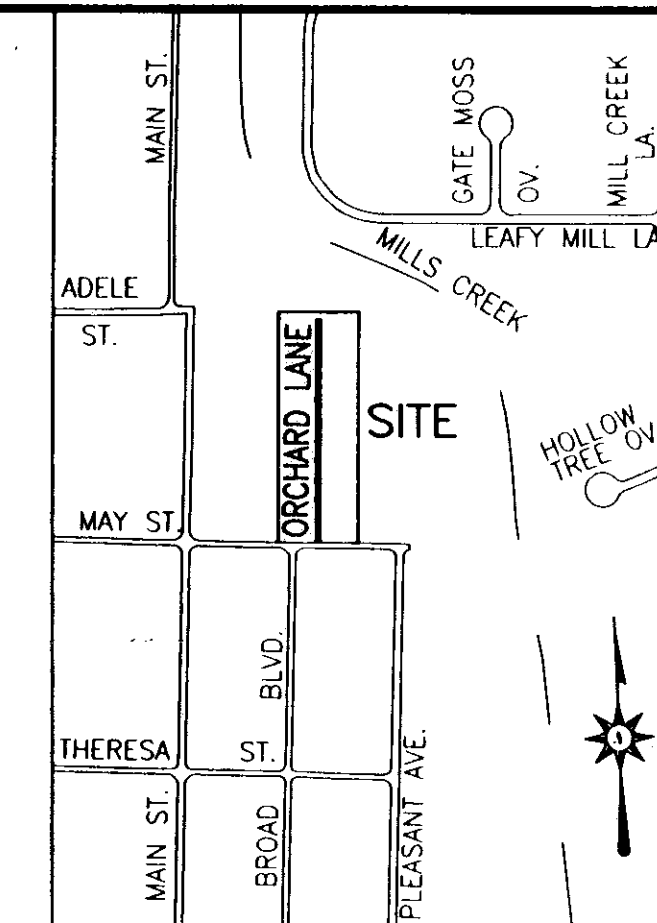 MAIN ST.
GATE MOSS
OV.
MILL CREEK
LA.
LEAFY MILL LA
MILLS CREEK
ADELE
ST.
ORCHARD LANE
SITE
HOLLOW
TREE OV
MAY ST.
BLVD.
THERESA ST.
PLEASANT AVE.
MAIN ST.
BROAD